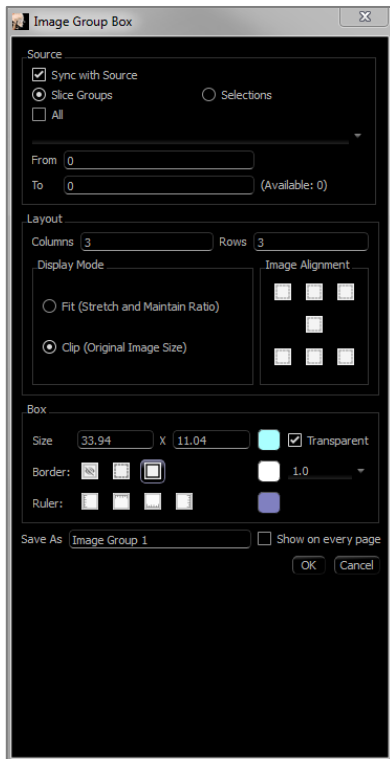 Image Group Box
Source
Sync with Source
Slice Groups Selections
All
From 0
To 0 (Available: 0)
Layout
Columns 3 Rows 3
Display Mode Image Alignment
Fit (Stretch and Maintain Ratio)
Clip (Original Image Size)
Box
Size 33.94 X 11.04 Transparent
Border: 1.0
Ruler:
Save As Image Group 1 Show on every page
OK Cancel